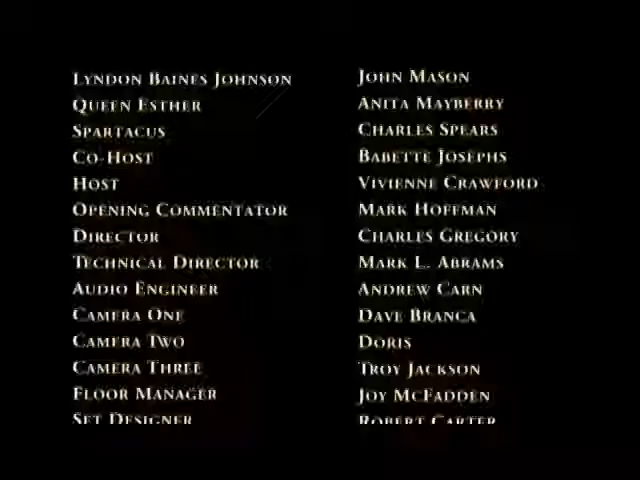 Lyndon Baines Johnson John Mason
Queen Esther Anita Mayberry
Spartacus Charles Spears
Co-Host Babette Josephs
Host Vivienne Crawford
Opening Commentator Mark Hoffman
Director Charles Gregory
Technical Director Mark L. Abrams
Audio Engineer Andrew Carn
Camera One Dave Branca
Camera Two Doris
Camera Three Troy Jackson
Floor Manager Joy McFadden
Set Designer Robert Carter